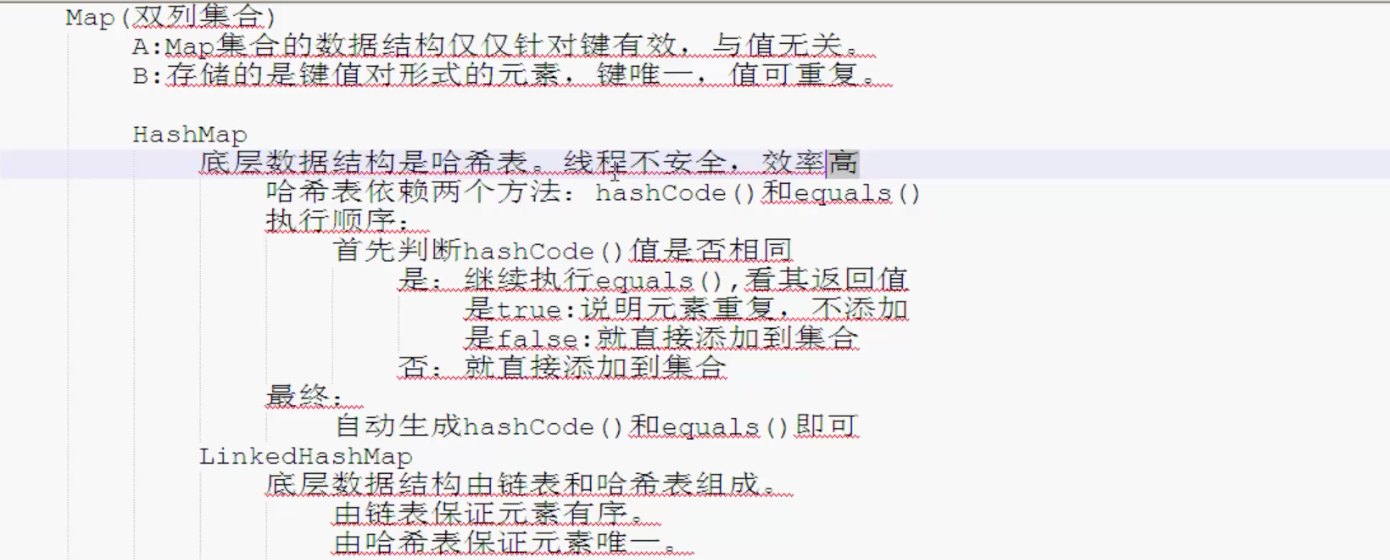 Map(双列集合)
A:Map集合的数据结构仅仅针对键有效，与值无关。
B:存储的是键值对形式的元素，键唯一，值可重复。
HashMap
底层数据结构是哈希表。线程不安全，效率高
哈希表依赖两个方法：hashCode()和equals()
执行顺序：
首先判断hashCode()值是否相同
是：继续执行equals(),看其返回值
是true:说明元素重复，不添加
是false:就直接添加到集合
否：就直接添加到集合
最终：
自动生成hashCode()和equals()即可
LinkedHashMap
底层数据结构由链表和哈希表组成。
由链表保证元素有序。
由哈希表保证元素唯一。